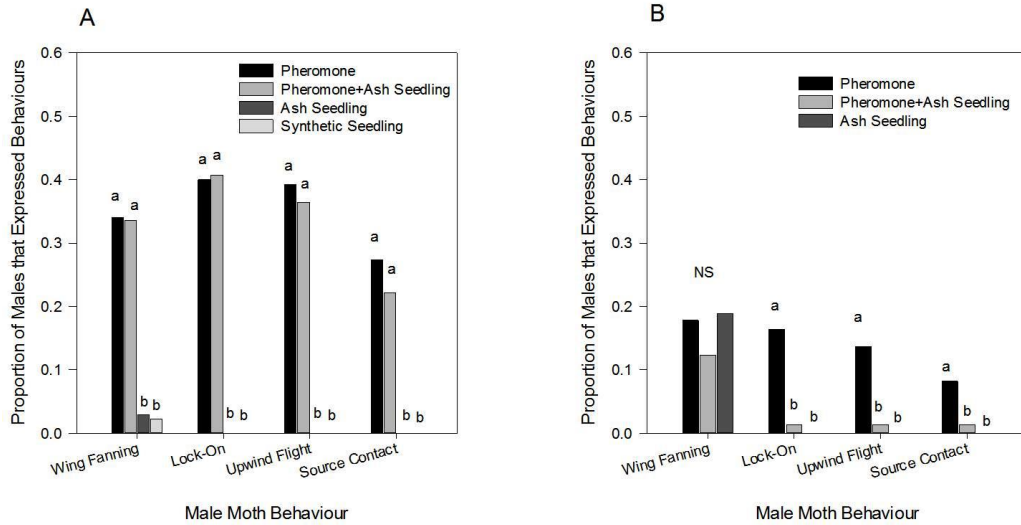 A
Proportion of Males that Expressed Behaviours
0.6
0.5
0.4
0.3
0.2
0.1
0.0
Pheromone
Pheromone+Ash Seedling
Ash Seedling
Synthetic Seedling
a a
b b
a a
b b
a
a
b b
a
a
b b
Wing Fanning
Lock-On
Upwind Flight
Source Contact
Male Moth Behaviour
B
Proportion of Males that Expressed Behaviours
0.6
0.5
0.4
0.3
0.2
0.1
0.0
Pheromone
Pheromone+Ash Seedling
Ash Seedling
NS
a
b
b
a
b
b
a
b
b
Wing Fanning
Lock-On
Upwind Flight
Source Contact
Male Moth Behaviour